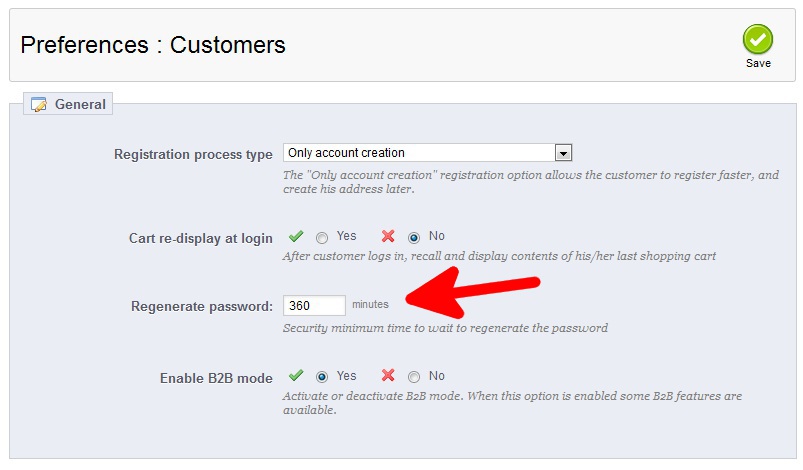 Preferences : Customers
Save
General
Registration process type
Only account creation
The "Only account creation" registration option allows the customer to register faster, and
create his address later.
Cart re-display at login
Yes
No
After customer logs in, recall and display contents of his/her last shopping cart
Regenerate password:
360
minutes
Security minimum time to wait to regenerate the password
Enable B2B mode
Yes
No
Activate or deactivate B2B mode. When this option is enabled some B2B features are
available.